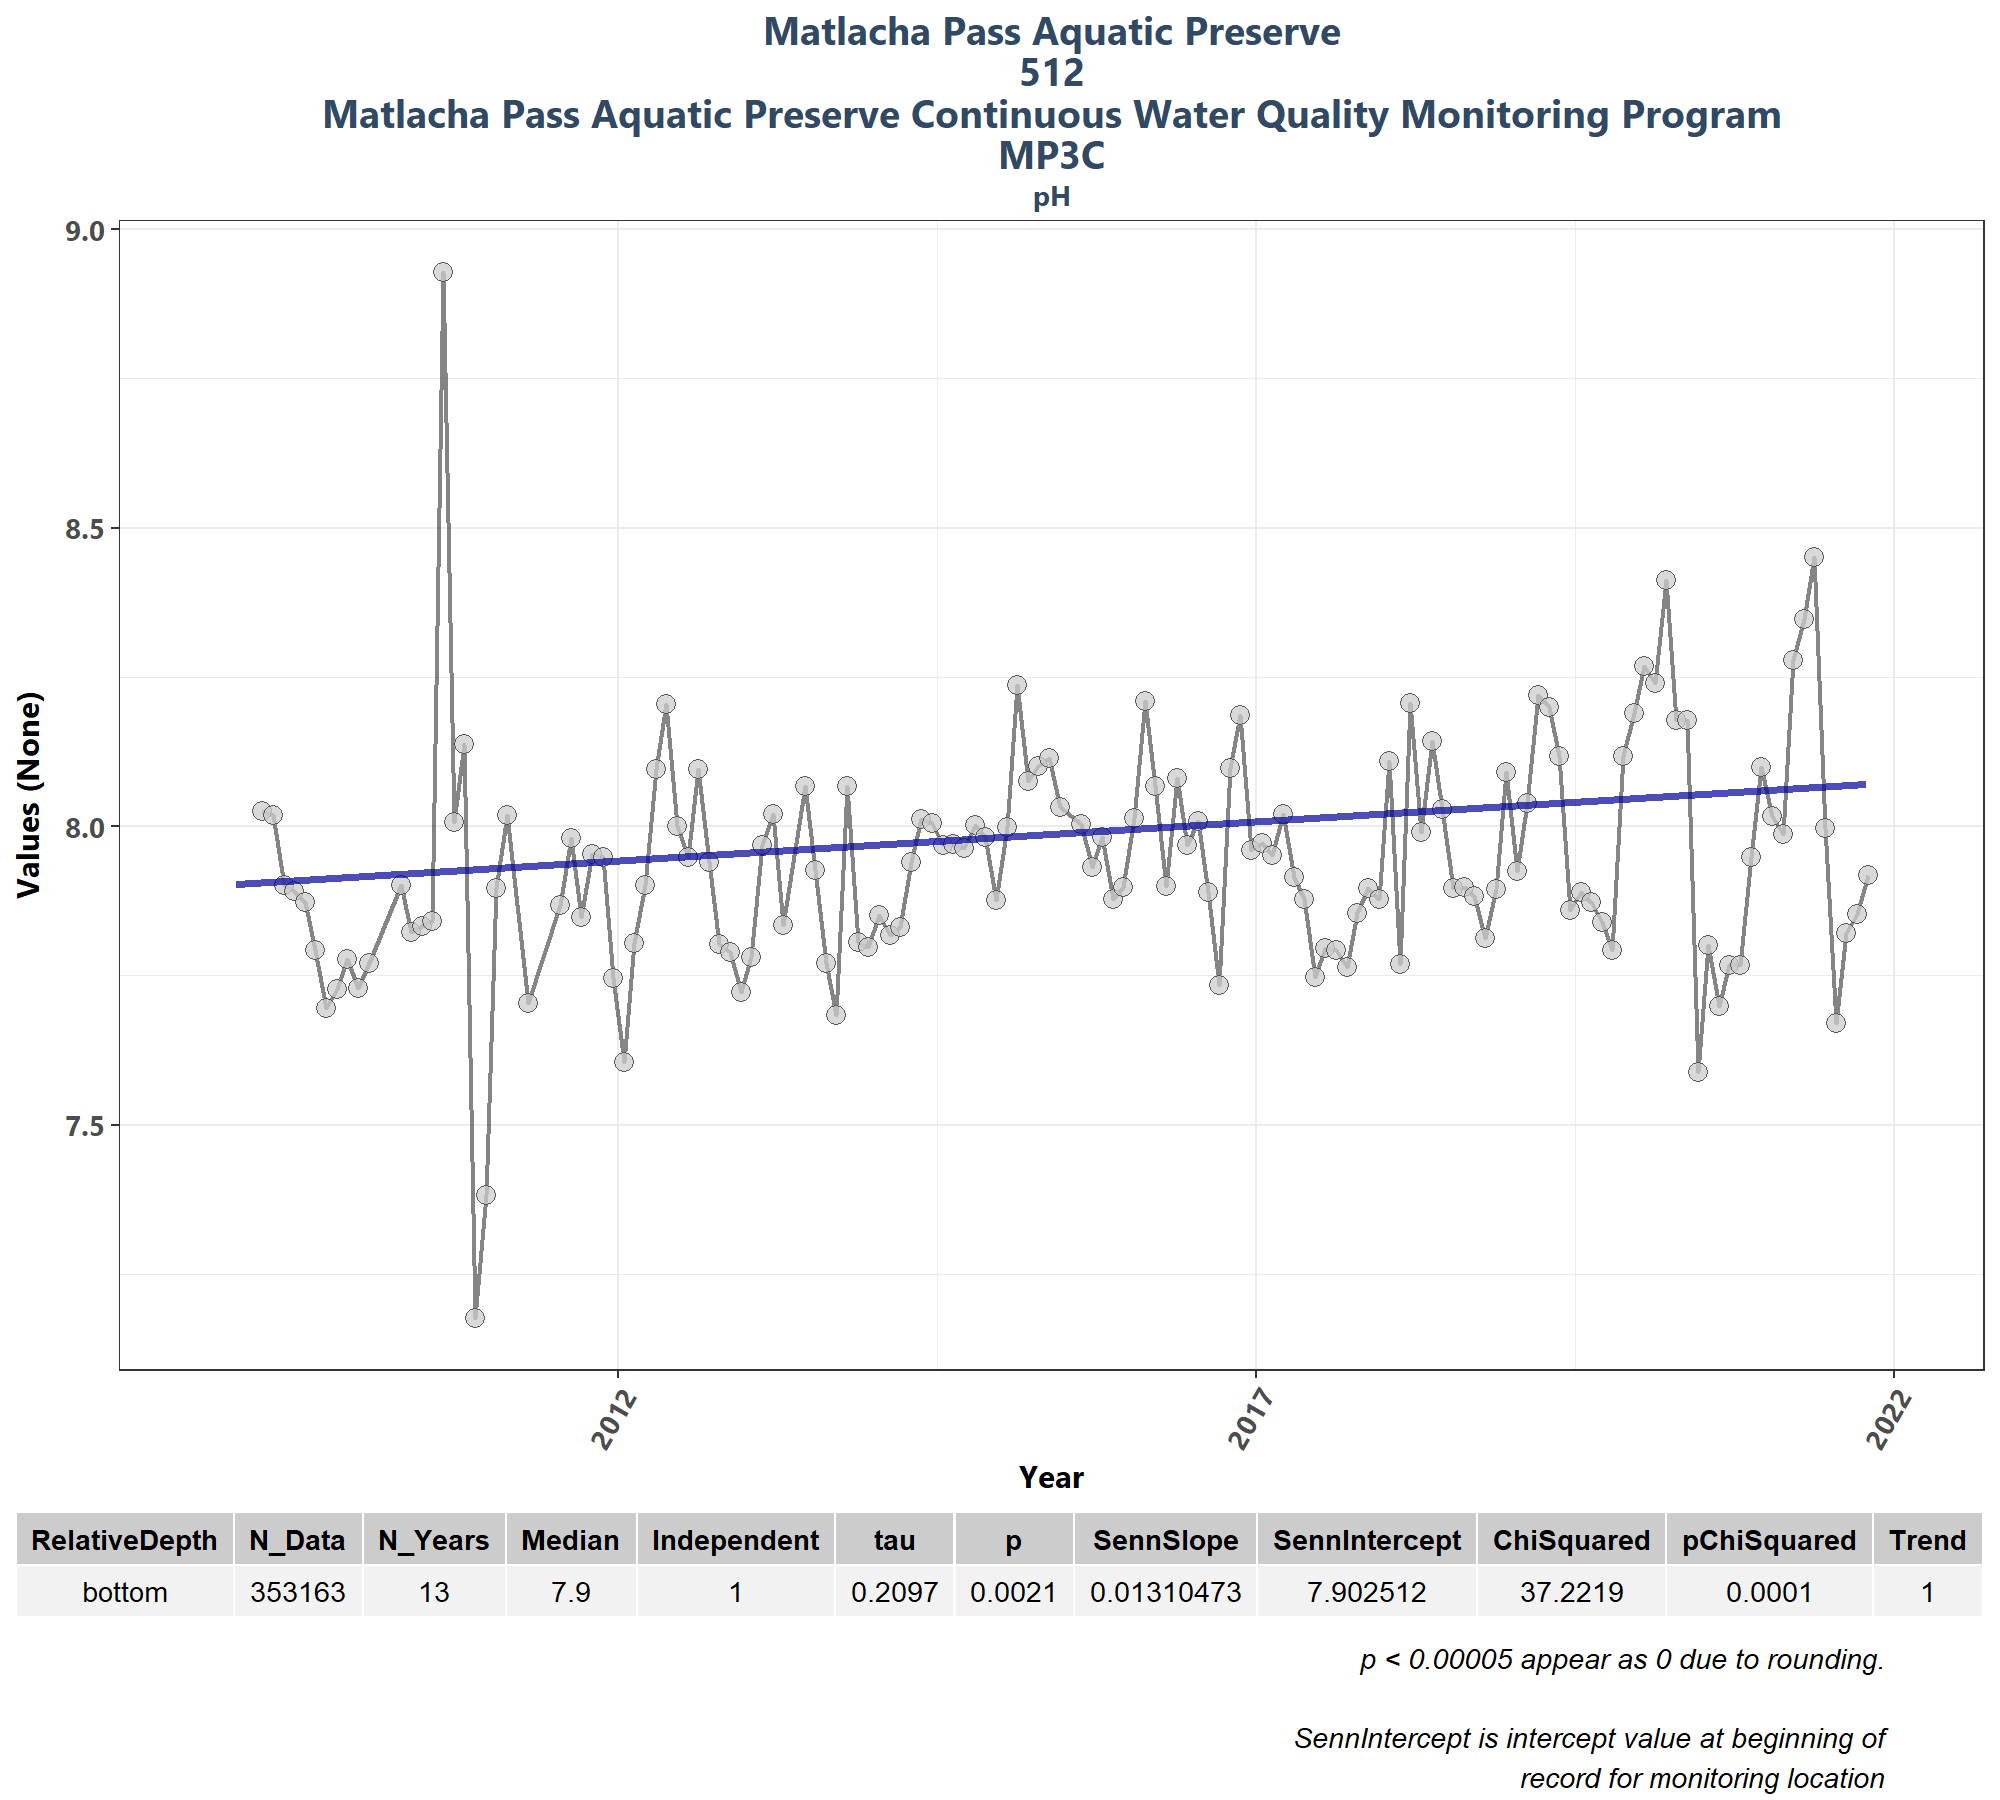 Matlacha Pass Aquatic Preserve
512
Matlacha Pass Aquatic Preserve Continuous Water Quality Monitoring Program
MP3C
pH
9.0
8.5
8.0
7.5
Values (None)
2012 2017 2022
Year
RelativeDepth N_Data N_Years Median Independent tau p SennSlope SennIntercept ChiSquared pChiSquared Trend
bottom 353163 13 7.9 1 0.2097 0.0021 0.01310473 7.902512 37.2219 0.0001 1
p < 0.00005 appear as 0 due to rounding.
SennIntercept is intercept value at beginning of
record for monitoring location